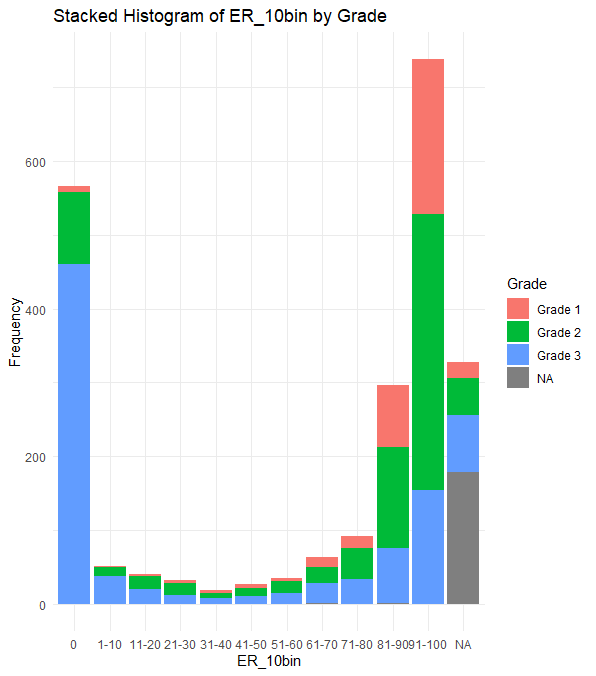 Stacked Histogram of ER_10bin by Grade
600
400
200
0
Frequency
0 1-10 11-20 21-30 31-40 41-50 51-60 61-70 71-80 81-90 91-100 NA
ER_10bin
Grade
Grade 1
Grade 2
Grade 3
NA